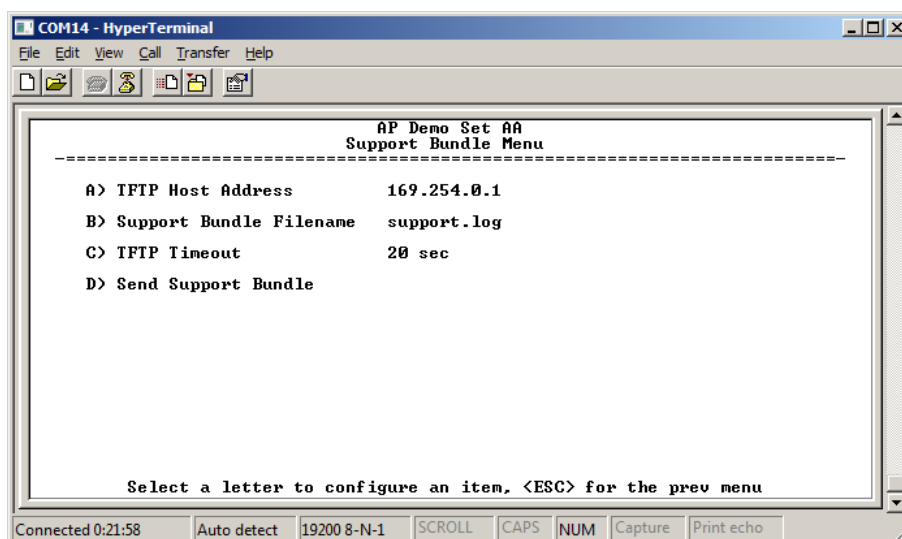 COM14 - HyperTerminal
File Edit View Call Transfer Help
AP Demo Set AA
Support Bundle Menu
-==========================================================================-
A) TFTP Host Address 169.254.0.1
B) Support Bundle Filename support.log
C) TFTP Timeout 20 sec
D) Send Support Bundle
Select a letter to configure an item, <ESC> for the prev menu
Connected 0:21:58 Auto detect 19200 8-N-1 SCROLL CAPS NUM Capture Print echo